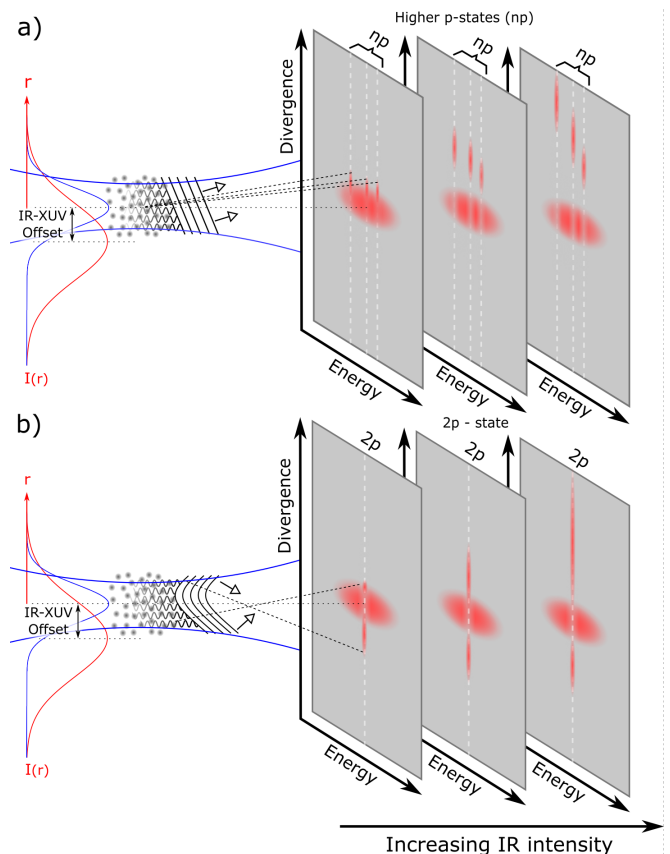 a)
Higher p-states (np)
r
np
np
np
Divergence
IR-XUV
Offset
I(r)
Energy
Energy
Energy
b)
2p - state
r
2p
2p
2p
Divergence
IR-XUV
Offset
I(r)
Energy
Energy
Energy
Increasing IR intensity